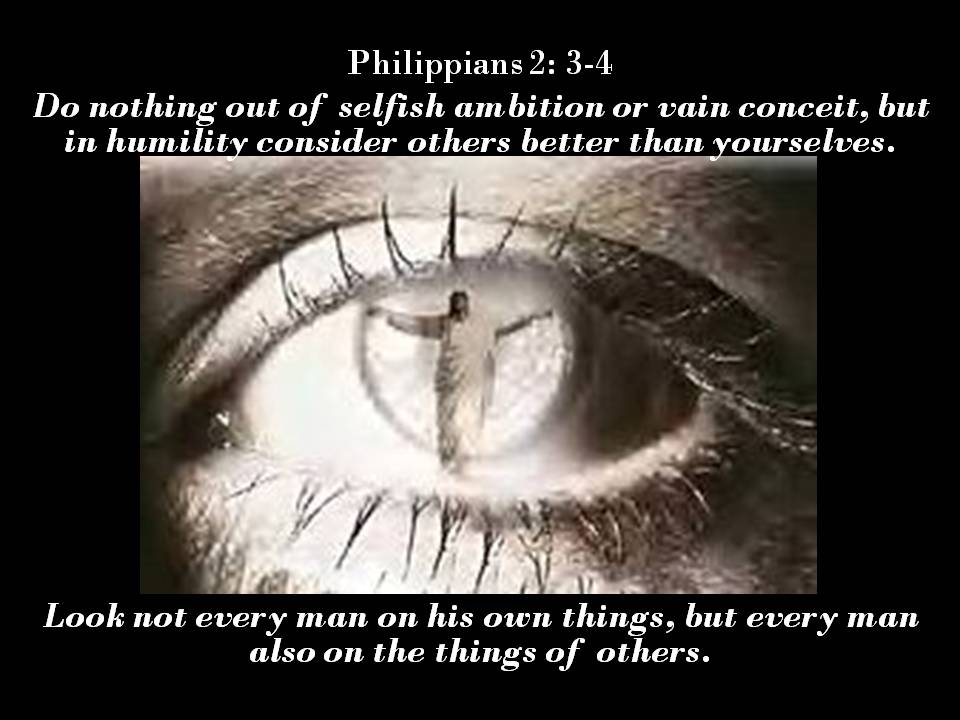 Philippians 2: 3-4
Do nothing out of selfish ambition or vain conceit, but
in humility consider others better than yourselves.
Look not every man on his own things, but every man
also on the things of others.